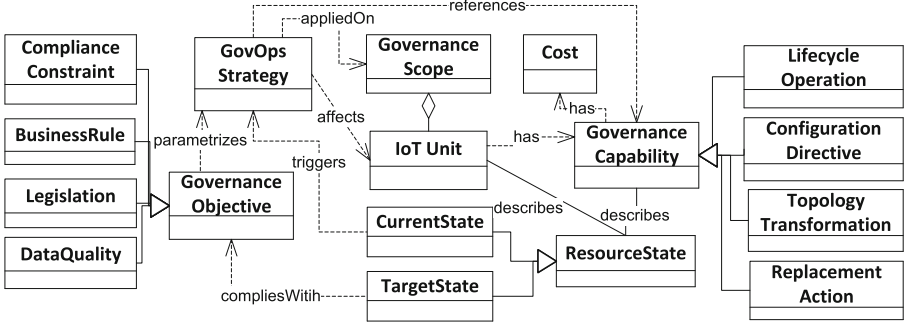 references
appliedOn
Compliance
Constraint
GovOps
Strategy
Governance
Scope
Cost
Lifecycle
Operation
has
affects
BusinessRule
parametrizes
IoT Unit
has
Governance
Capability
Configuration
Directive
triggers
Legislation
Governance
Objective
describes
describes
Topology
Transformation
CurrentState
DataQuality
ResourceState
Replacement
Action
compliesWitih
TargetState